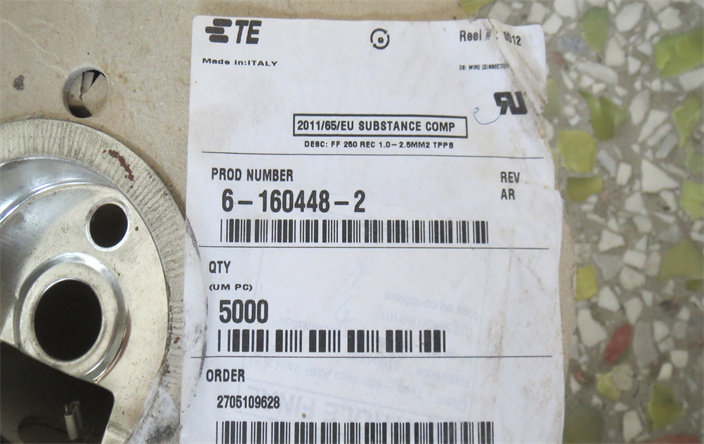 TE
Reel #: 0012
Made in:ITALY
2011/65/EU SUBSTANCE COMP
DESC: FF 250 REC 1.0-2.5MM2 TPPB
PROD NUMBER
REV
6-160448-2
AR
QTY
(UM PC)
5000
ORDER
2705109628